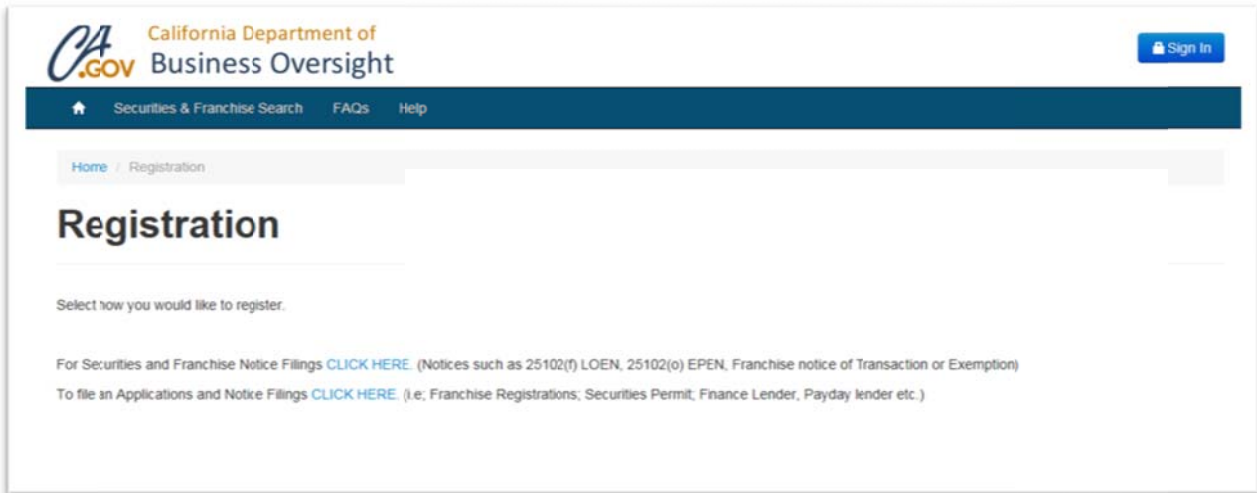 California Department of
CA.GOV Business Oversight
Sign In
Securities & Franchise Search FAQs Help
Home / Registration
Registration
Select how you would like to register.
For Securities and Franchise Notice Filings CLICK HERE. (Notices such as 25102(f) LOEN, 25102(o) EPEN, Franchise notice of Transaction or Exemption)
To file an Applications and Notice Filings CLICK HERE. (i.e; Franchise Registrations; Securities Permit; Finance Lender, Payday lender etc.)